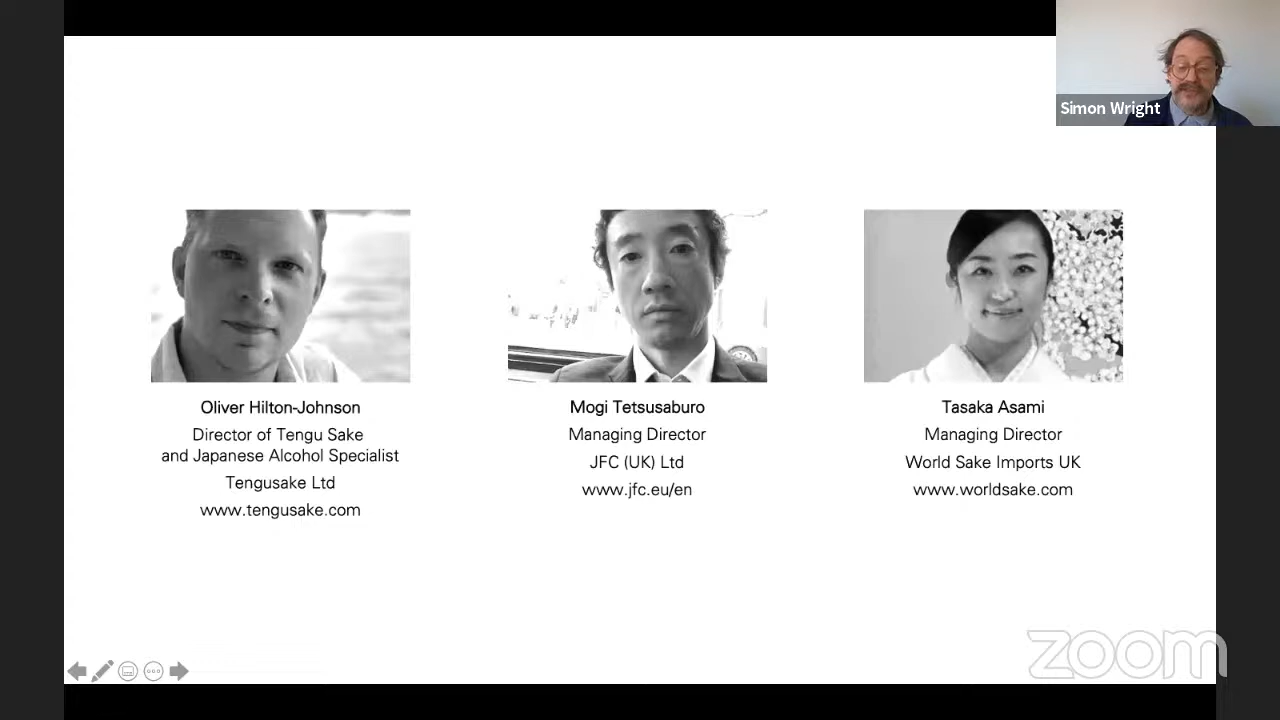 Simon Wright
Oliver Hilton-Johnson
Director of Tengu Sake
and Japanese Alcohol Specialist
Tengusake Ltd
www.tengusake.com
Mogi Tetsusaburo
Managing Director
JFC (UK) Ltd
www.jfc.eu/en
Tasaka Asami
Managing Director
World Sake Imports UK
www.worldsake.com
zoom